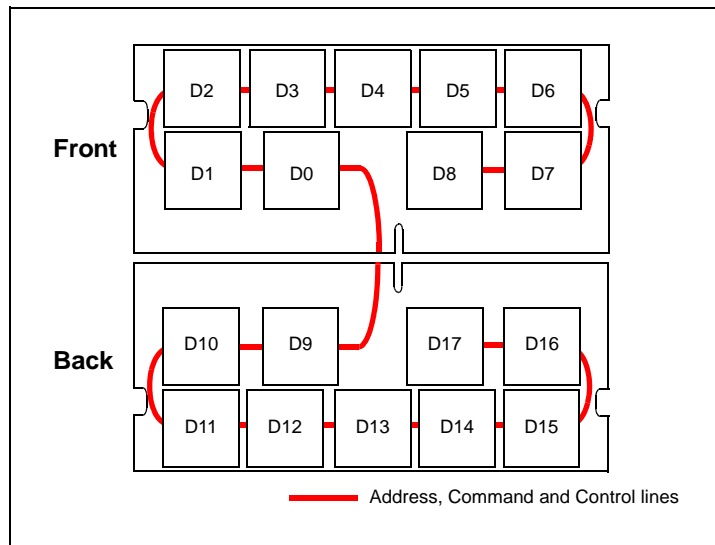 D2 D3 D4 D5 D6
Front
D1 D0 D8 D7
D10 D9 D17 D16
Back
D11 D12 D13 D14 D15
Address, Command and Control lines